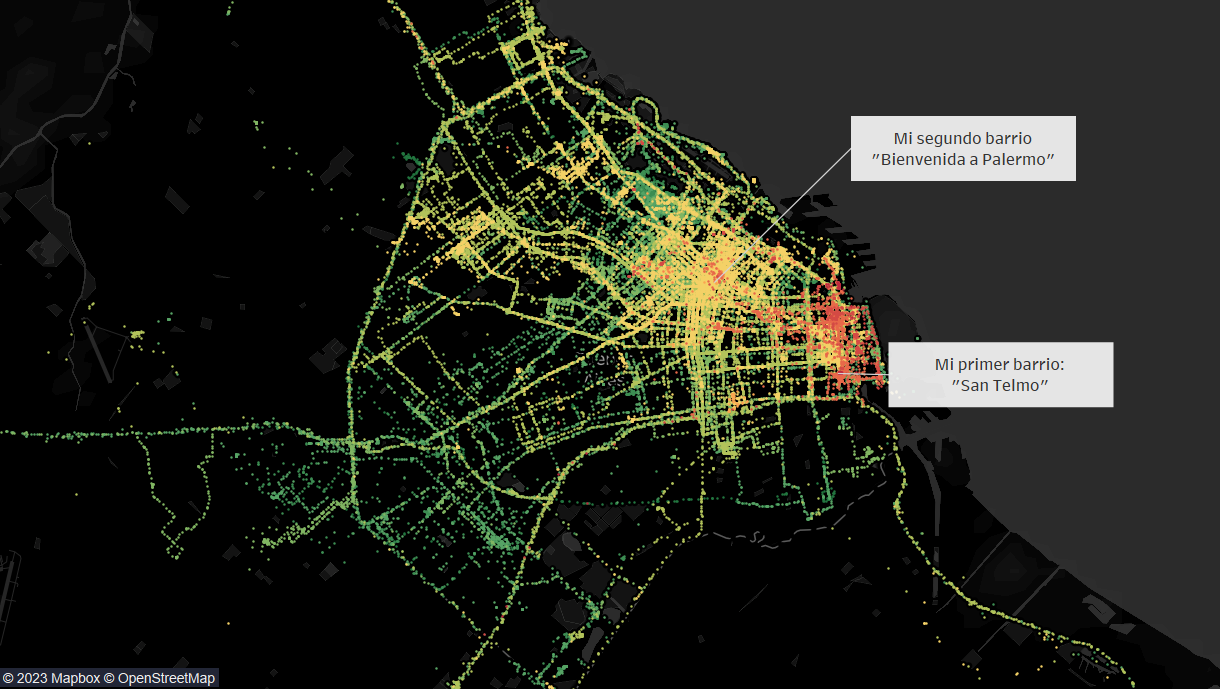 Mi segundo barrio
"Bienvenida a Palermo"
Mi primer barrio:
"San Telmo"
© 2023 Mapbox © OpenStreetMap